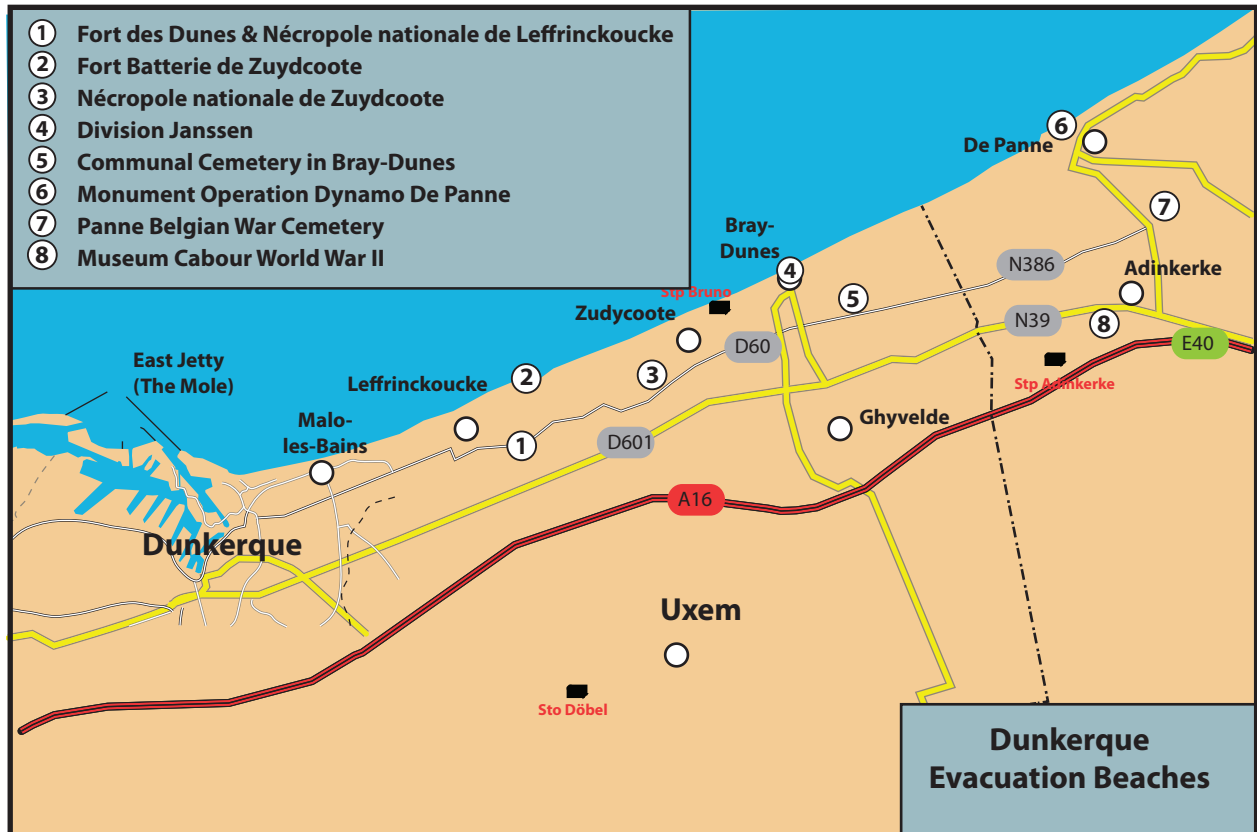 1 Fort des Dunes & Nécropole nationale de Leffrinckoucke
2 Fort Batterie de Zuydcoote
3 Nécropole nationale de Zuydcoote
4 Division Janssen
5 Communal Cemetery in Bray-Dunes
6 Monument Operation Dynamo De Panne
7 Panne Belgian War Cemetery
8 Museum Cabour World War II
6
De Panne
7
Bray-
Dunes
4
N386
Adinkerke
5
Stp Bruno
Zudycoote
N39
8
D60
E40
East Jetty
(The Mole)
Stp Adinkerke
Leffrinckoucke
2
3
Malo-
les-Bains
Ghyvelde
1
D601
A16
Dunkerque
Uxem
Sto Döbel
Dunkerque
Evacuation Beaches